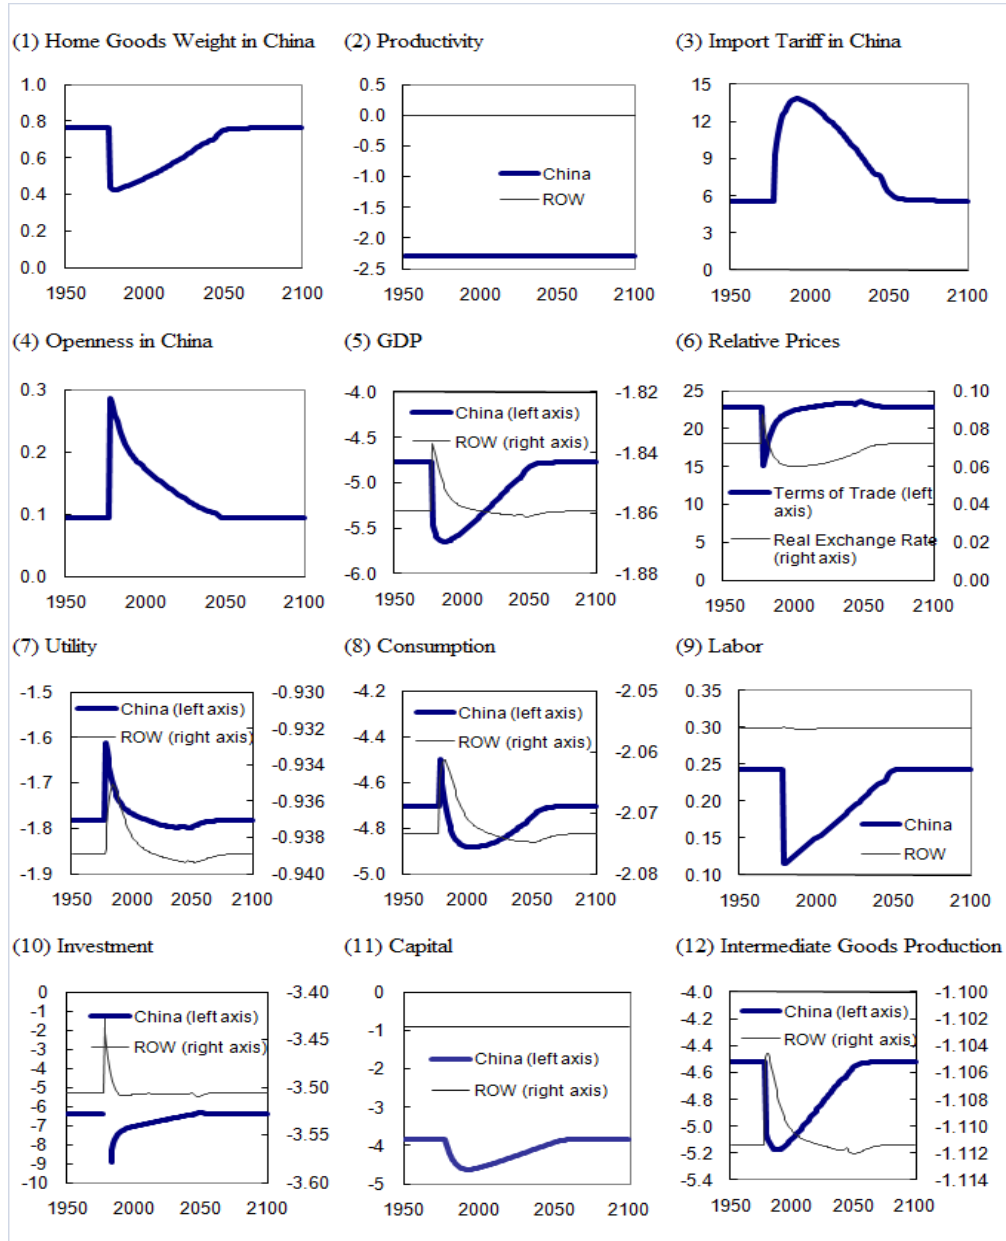 (1) Home Goods Weight in China
(2) Productivity
(3) Import Tariff in China
1.0
0.8
0.6
0.4
0.2
0.0
1950 2000 2050 2100
0.5
0.0
-0.5
-1.0
-1.5
-2.0
-2.5
China
ROW
1950 2000 2050 2100
15
12
9
6
3
0
1950 2000 2050 2100
(4) Openness in China
(5) GDP
(6) Relative Prices
0.3
0.2
0.1
0.0
1950 2000 2050 2100
-4.0
-4.5
-5.0
-5.5
-6.0
China (left axis)
ROW (right axis)
-1.82
-1.84
-1.86
-1.88
1950 2000 2050 2100
25
20
15
10
5
0
Terms of Trade (left
axis)
Real Exchange Rate
(right axis)
0.10
0.08
0.06
0.04
0.02
0.00
1950 2000 2050 2100
(7) Utility
(8) Consumption
(9) Labor
-1.5
-1.6
-1.7
-1.8
-1.9
China (left axis)
ROW (right axis)
-0.930
-0.932
-0.934
-0.936
-0.938
-0.940
1950 2000 2050 2100
-4.2
-4.4
-4.6
-4.8
-5.0
China (left axis)
ROW (right axis)
-2.05
-2.06
-2.07
-2.08
1950 2000 2050 2100
0.35
0.30
0.25
0.20
0.15
0.10
China
ROW
1950 2000 2050 2100
(10) Investment
(11) Capital
(12) Intermediate Goods Production
0
-1
-2
-3
-4
-5
-6
-7
-8
-9
-10
China (left axis)
ROW (right axis)
-3.40
-3.45
-3.50
-3.55
-3.60
1950 2000 2050 2100
0
-1
-2
-3
-4
-5
China (left axis)
ROW (right axis)
1950 2000 2050 2100
-4.0
-4.2
-4.4
-4.6
-4.8
-5.0
-5.2
-5.4
China (left axis)
ROW (right axis)
-1.100
-1.102
-1.104
-1.106
-1.108
-1.110
-1.112
-1.114
1950 2000 2050 2100